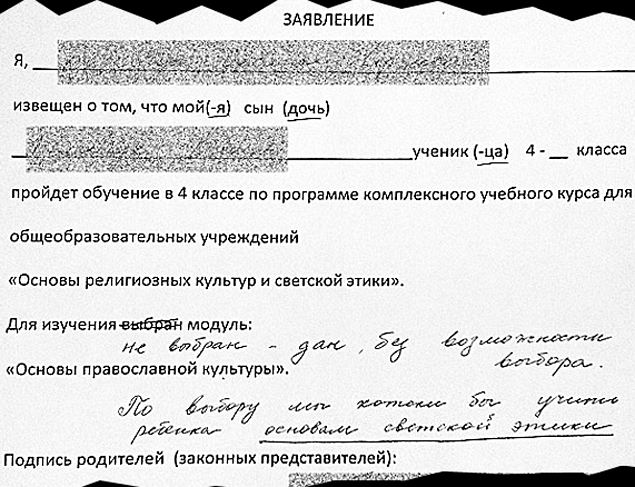 ЗАЯВЛЕНИЕ
Я,
извещен о том, что мой(-я) сын (дочь)
ученик (-ца) 4 - __ класса
пройдет обучение в 4 классе по программе комплексного учебного курса для
общеобразовательных учреждений
«Основы религиозных культур и светской этики».
Для изучения выбран модуль:
не выбран - дан, без возможности
выбора.
«Основы православной культуры».
По выбору мы хотели бы учить
ребенка основам светской этики
Подпись родителей (законных представителей):